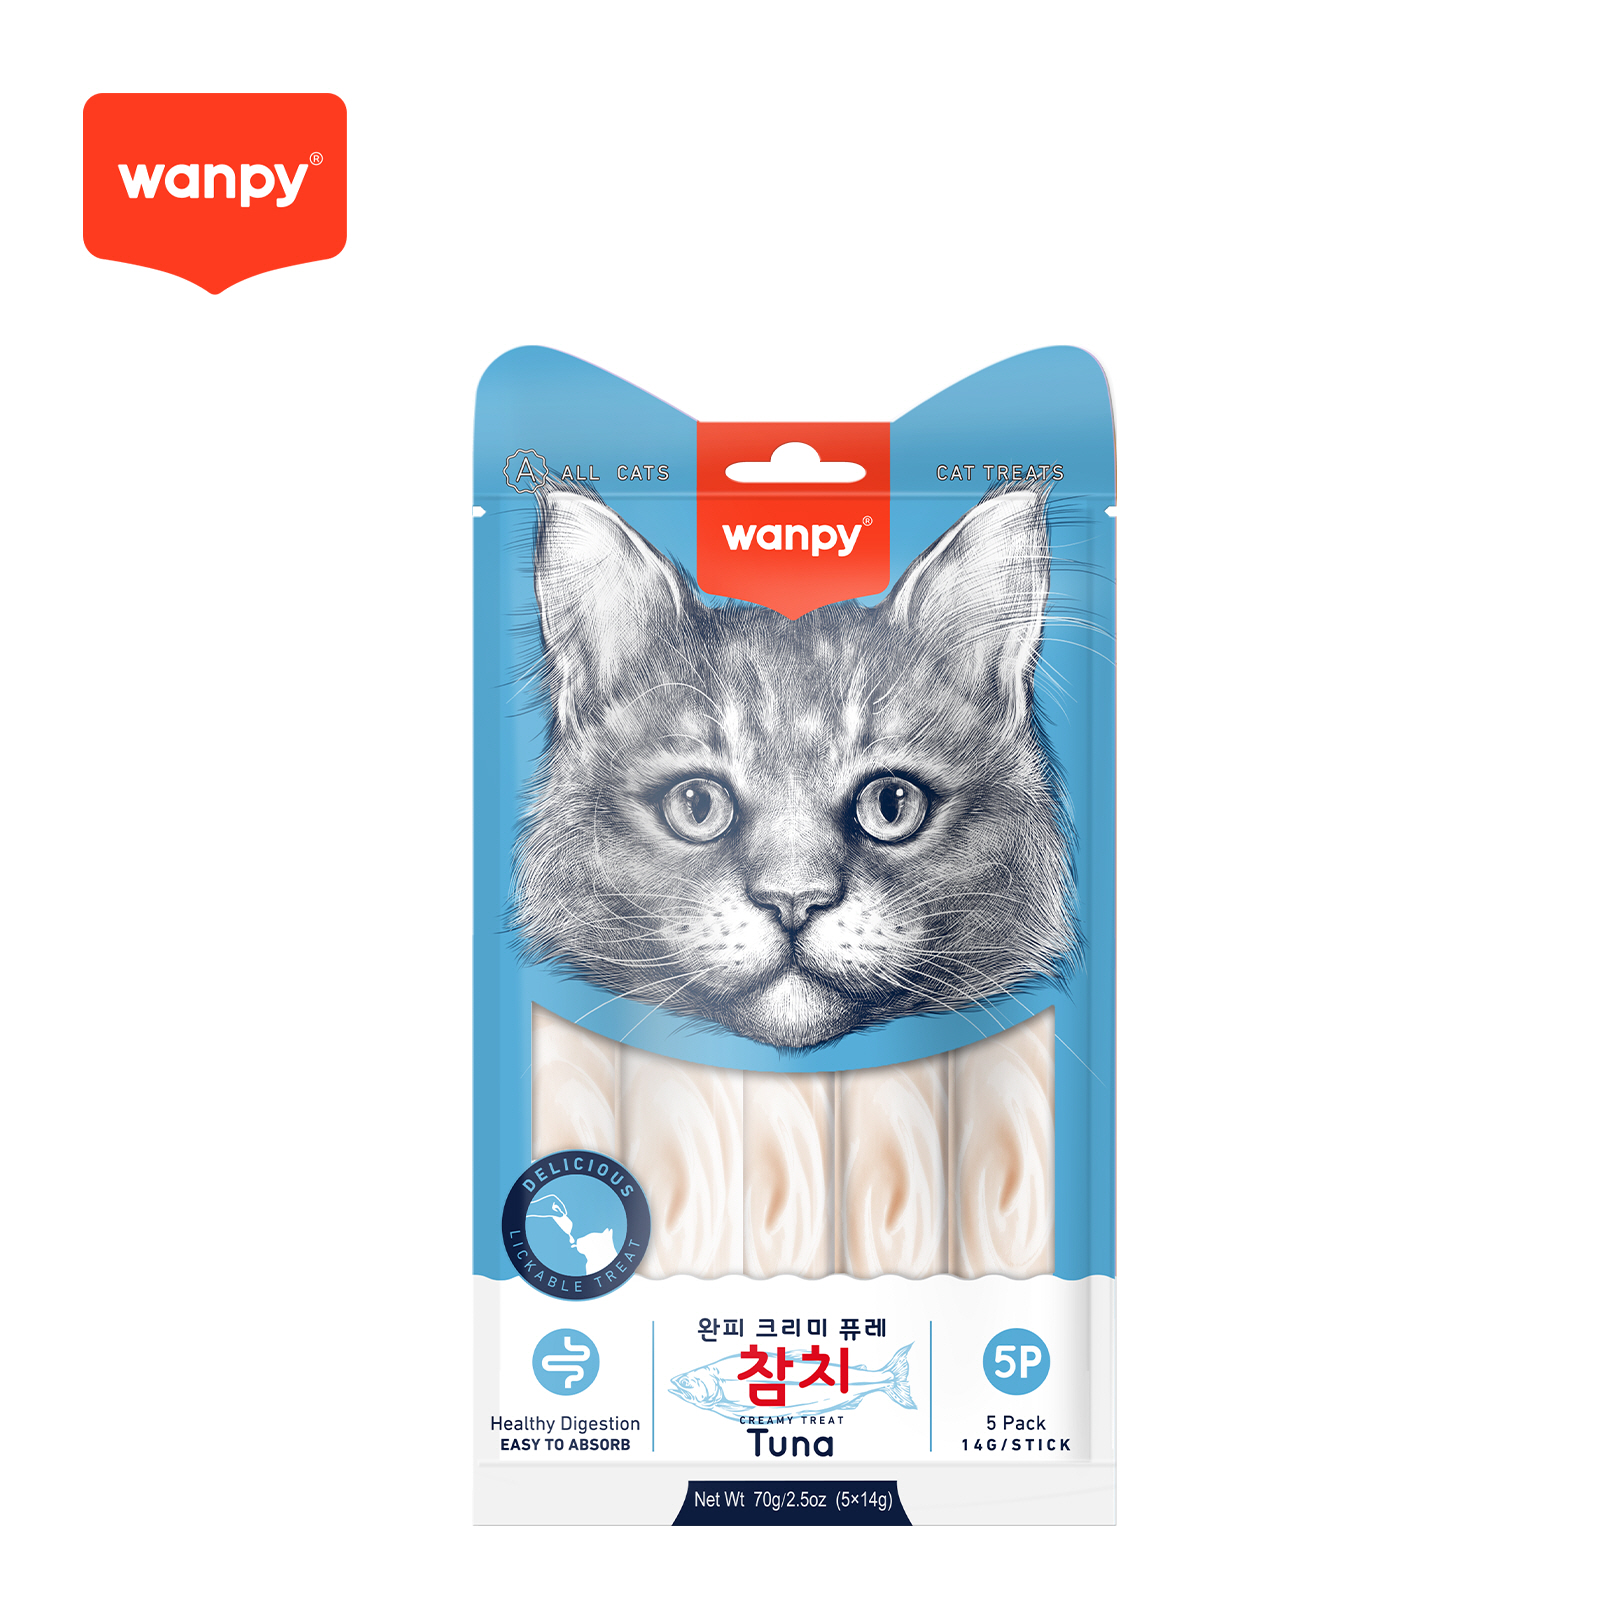 wanpy®
A ALL CATS
CAT TREATS
wanpy®
DELICIOUS
LICKABLE TREAT
완피 크리미 퓨레
참치
CREAMY TREAT
Tuna
Healthy Digestion
EASY TO ABSORB
5P
5 Pack
14G/STICK
Net Wt 70g/2.5oz (5×14g)